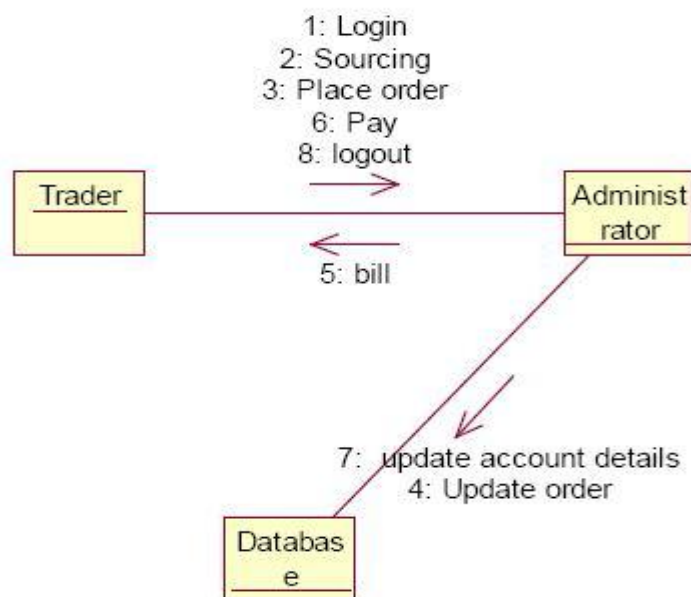 1: Login
2: Sourcing
3: Place order
6: Pay
8: logout
Trader
Administ
rator
5: bill
7: update account details
4: Update order
Databas
e